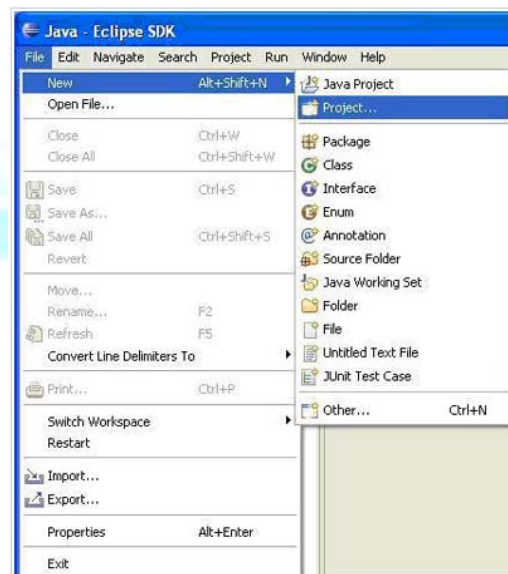 Java - Eclipse SDK
File Edit Navigate Search Project Run Window Help
New Alt+Shift+N
Open File...
Close Ctrl+W
Close All Ctrl+Shift+W
Save Ctrl+S
Save As...
Save All Ctrl+Shift+S
Revert
Move...
Rename... F2
Refresh F5
Convert Line Delimiters To
Print... Ctrl+P
Switch Workspace
Restart
Import...
Export...
Properties Alt+Enter
Exit
Java Project
Project...
Package
Class
Interface
Enum
Annotation
Source Folder
Java Working Set
Folder
File
Untitled Text File
JUnit Test Case
Other... Ctrl+N